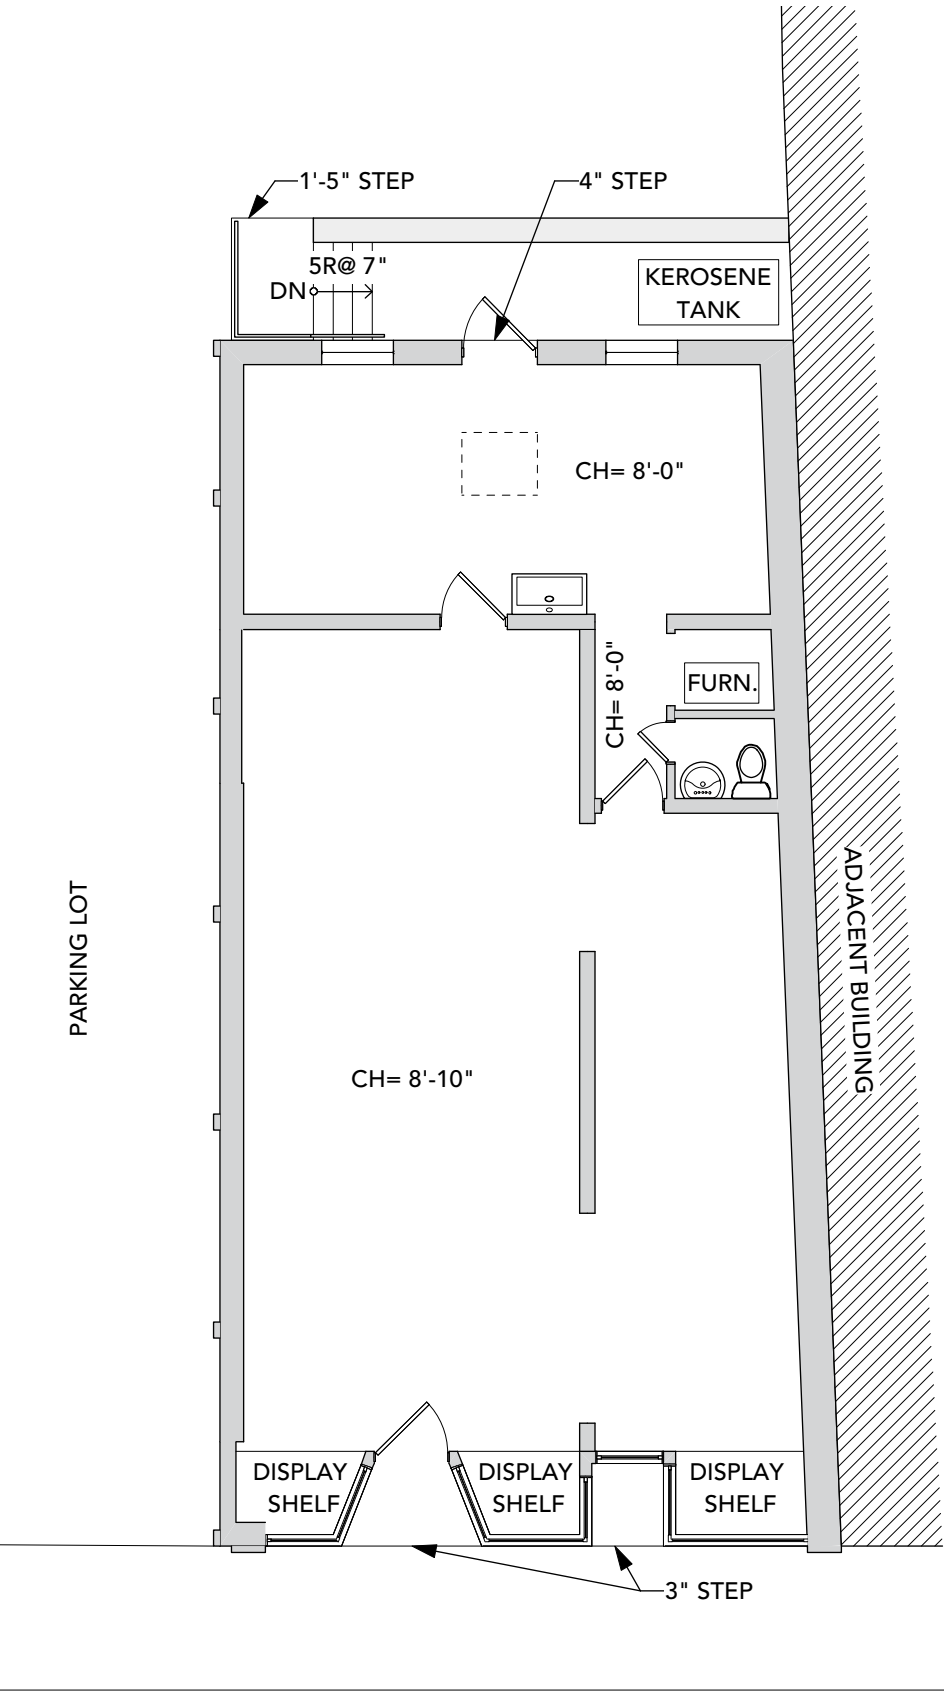 1'-5" STEP
4" STEP
5R@ 7"
DN
KEROSENE
TANK
CH= 8'-0"
CH= 8'-0"
FURN.
ADJACENT BUILDING
PARKING LOT
CH= 8'-10"
DISPLAY
SHELF
DISPLAY
SHELF
DISPLAY
SHELF
3" STEP